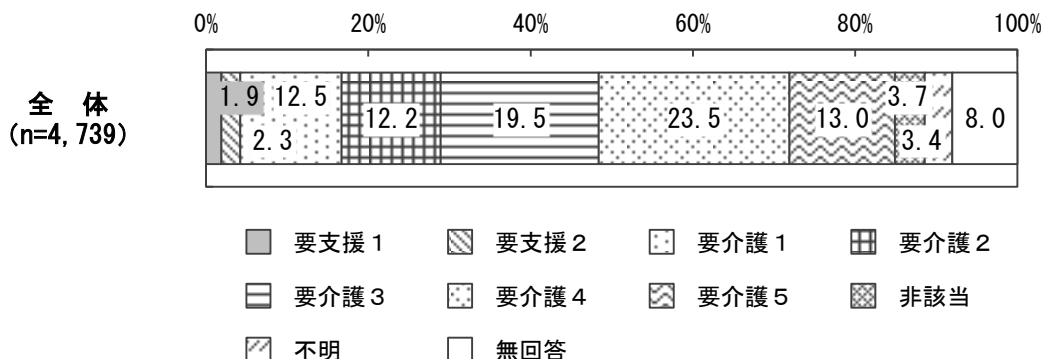 0% 20% 40% 60% 80% 100%
全 体
(n=4,739)
1.9 12.5 3.7
12.2 19.5 23.5 13.0 8.0
2.3 3.4
要支援1 要支援2 要介護1 要介護2
要介護3 要介護4 要介護5 非該当
不明 無回答